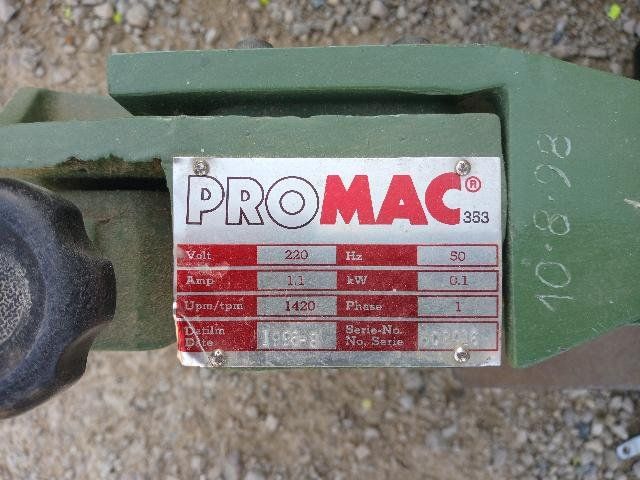 PROMAC®
353
Volt 220 Hz 50
Amp 1.1 kW 0.1
Upm/tpm 1420 Phase 1
Dat./m Serie-No.
Date No. Serie
10-8-98